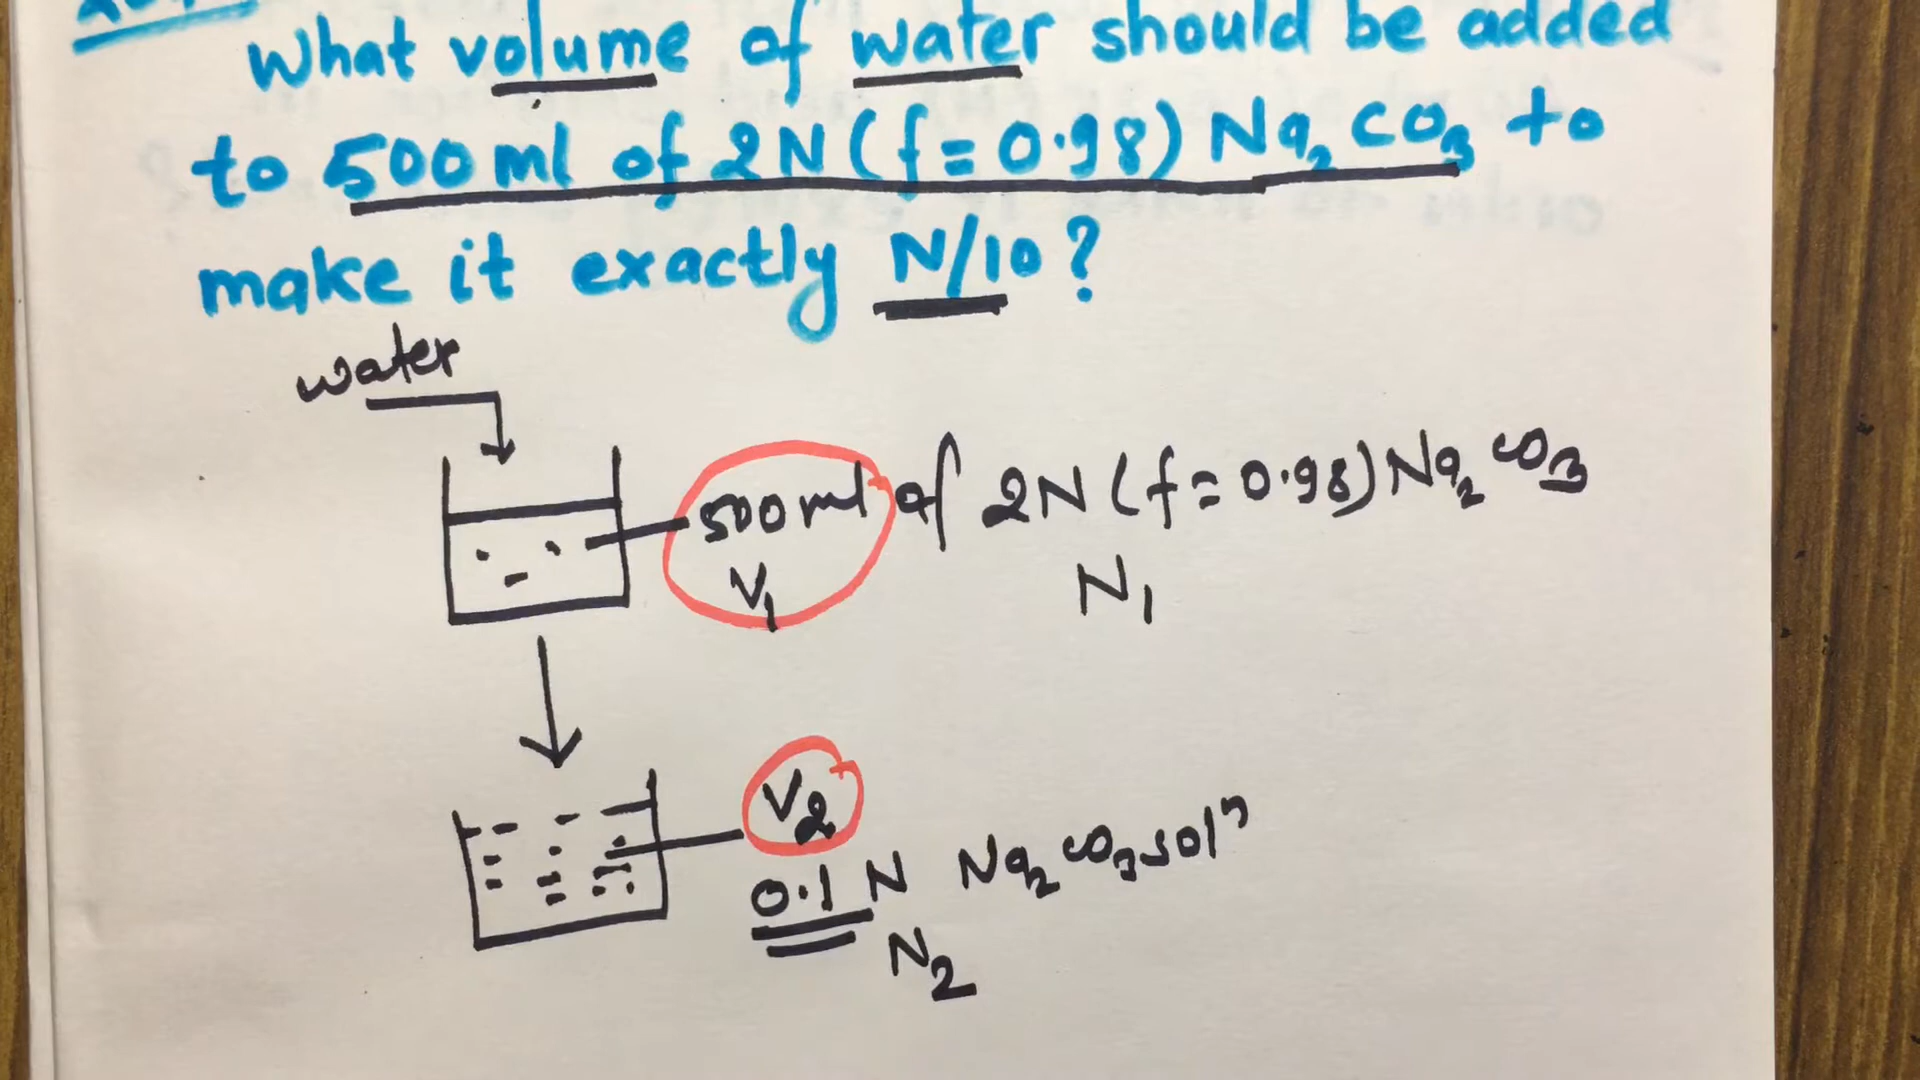 What volume of water should be added
to 500 ml of 2N (f = 0.98) Na₂CO₃ to
make it exactly N/10?
water
500 ml of 2N (f = 0.98) Na₂CO₃
V₁
N₁
V₂
0.1 N Na₂CO₃ solⁿ
N₂